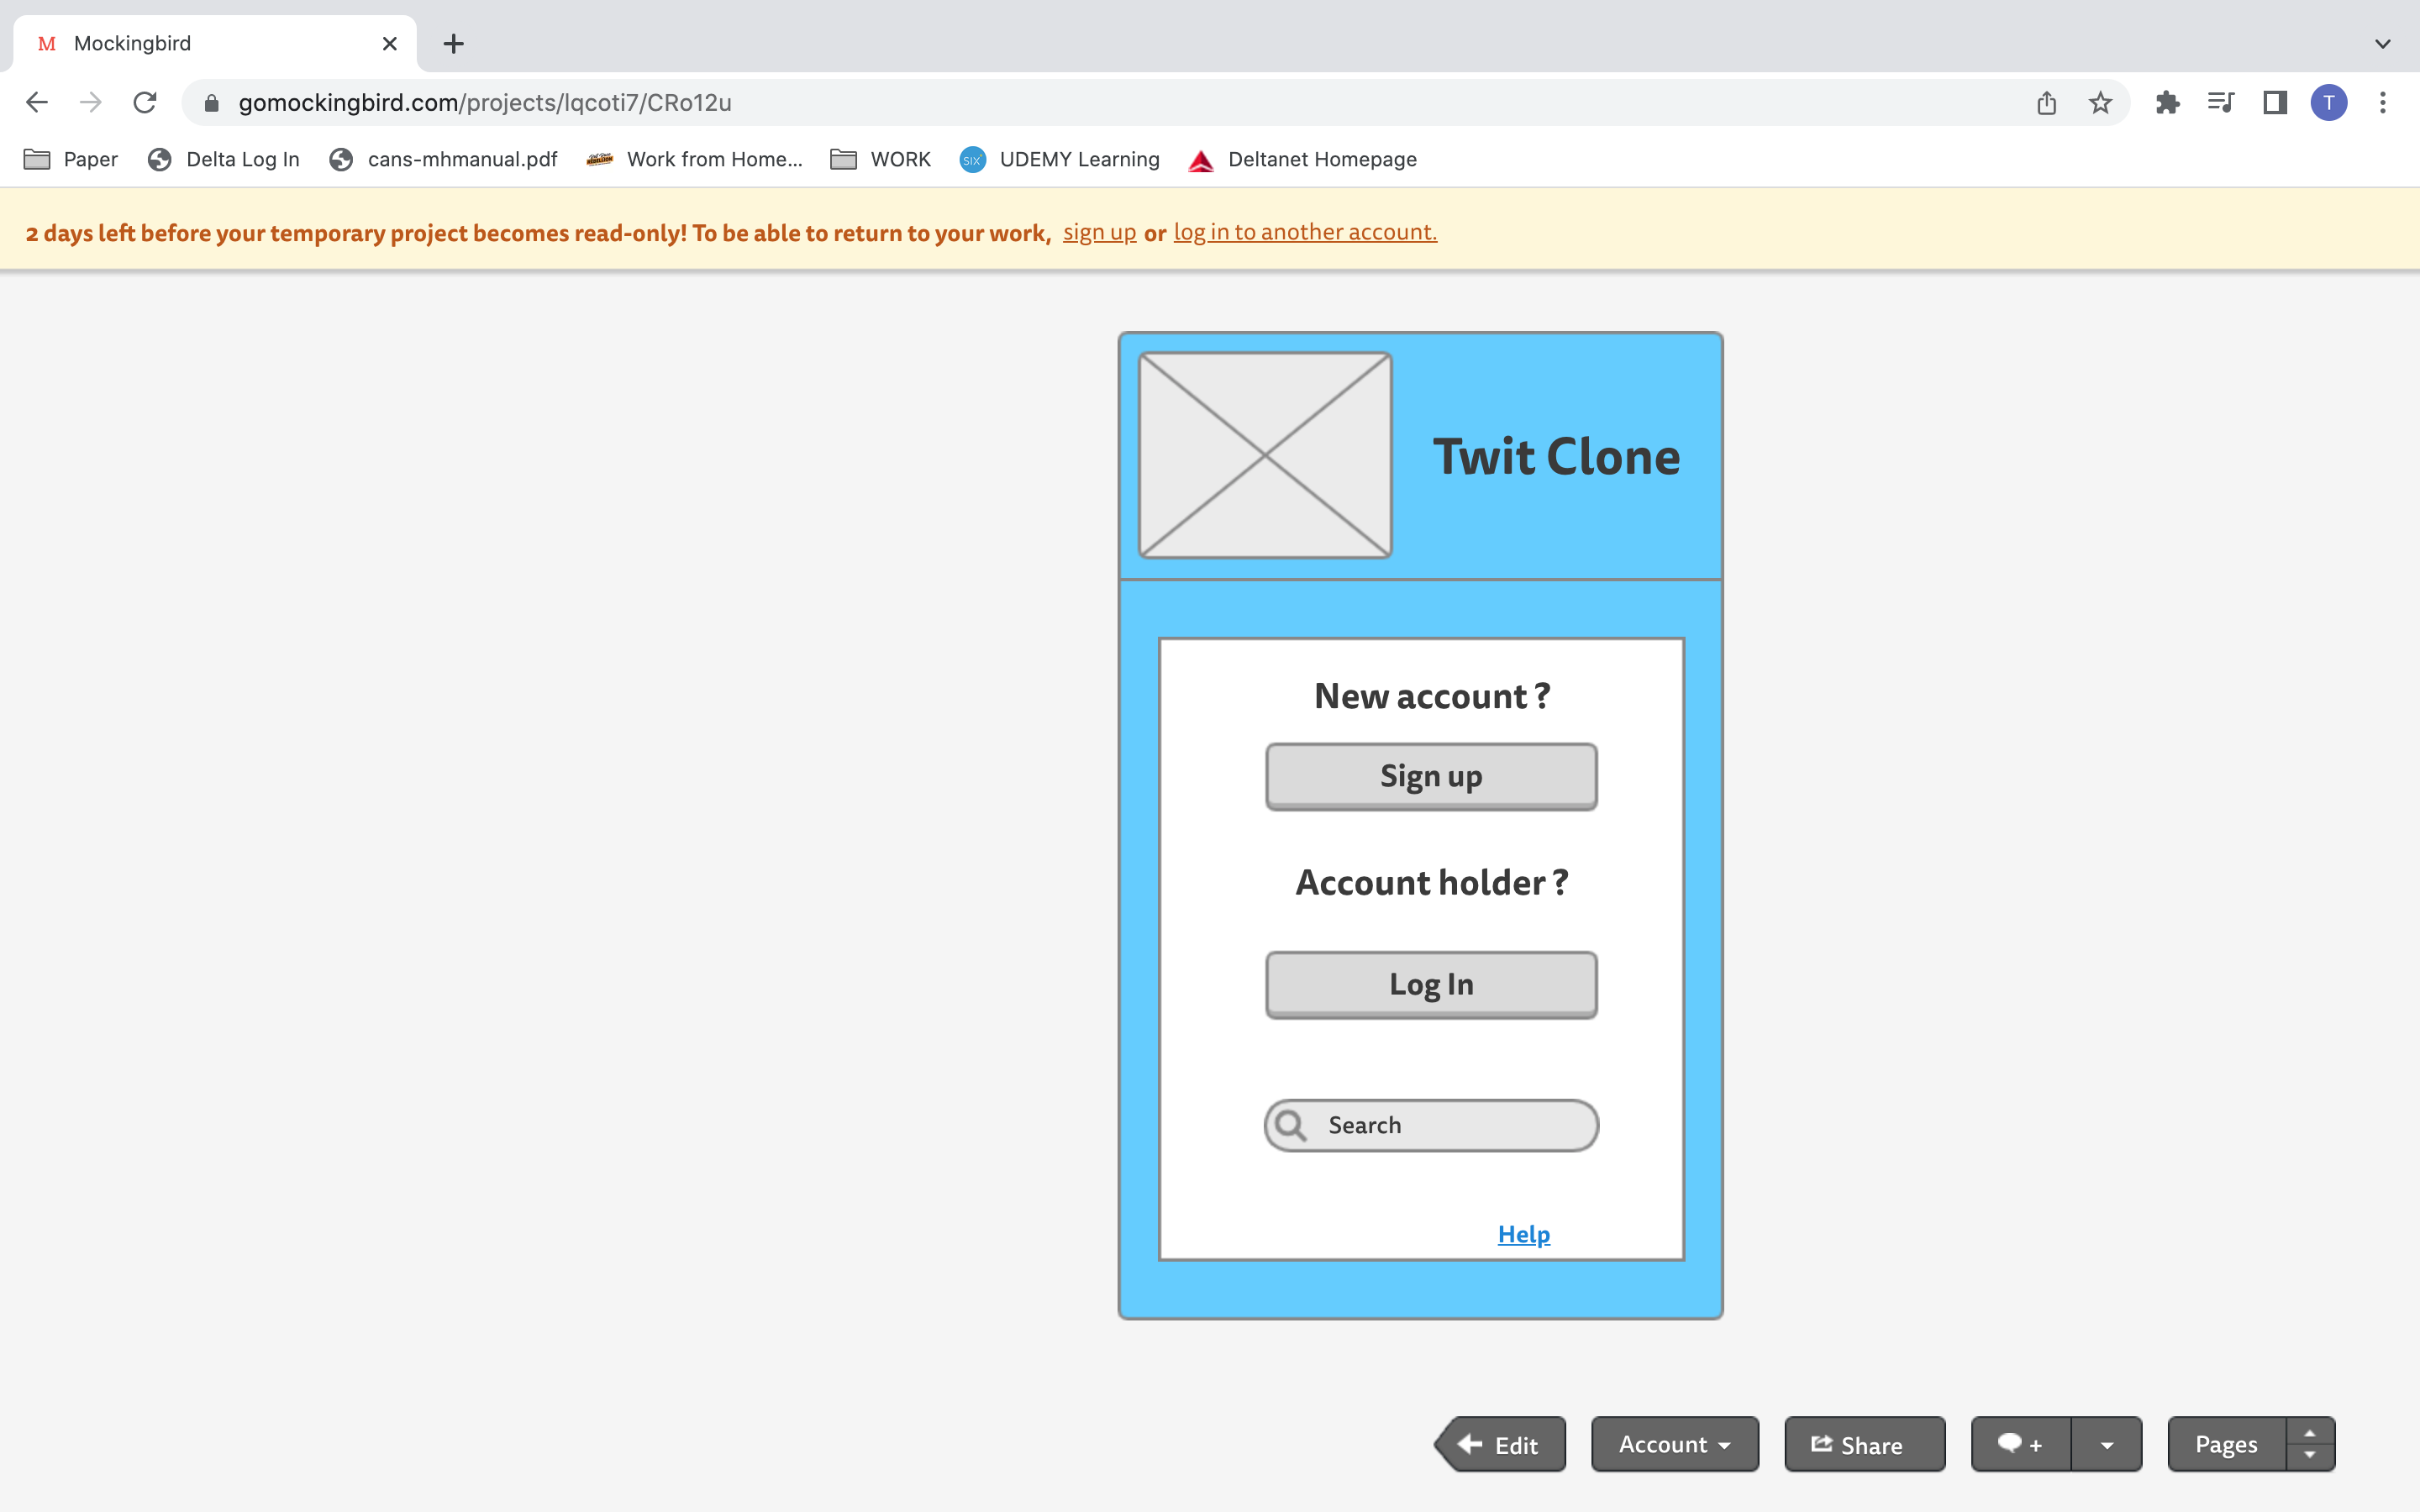 M Mockingbird
gomockingbird.com/projects/lqcoti7/CRo12u
T
Paper Delta Log In cans-mhmanual.pdf Work from Home... WORK SIX UDEMY Learning Deltanet Homepage
2 days left before your temporary project becomes read-only! To be able to return to your work, sign up or log in to another account.
Twit Clone
New account ?
Sign up
Account holder ?
Log In
Search
Help
Edit Account Share + Pages